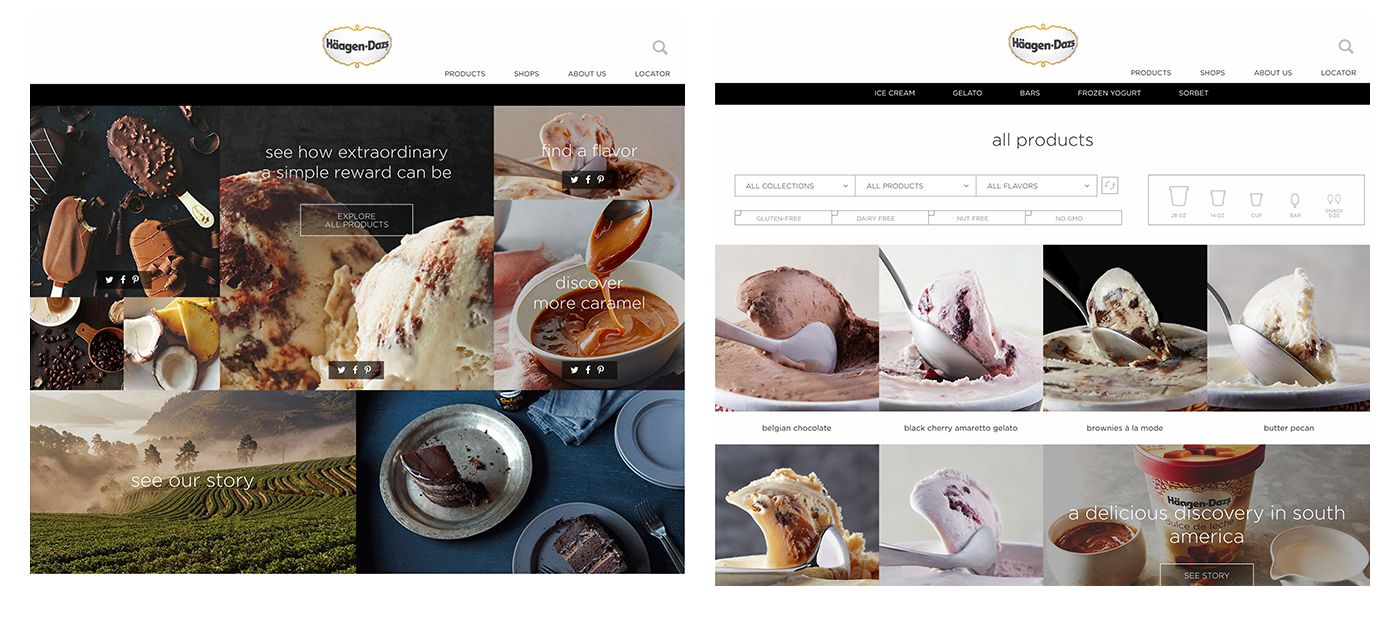 Häagen-Dazs
PRODUCTS SHOPS ABOUT US LOCATOR
see how extraordinary
a simple reward can be
EXPLORE
ALL PRODUCTS
find a flavor
discover
more caramel
see our story
Häagen-Dazs
PRODUCTS SHOPS ABOUT US LOCATOR
ICE CREAM GELATO BARS FROZEN YOGURT SORBET
all products
ALL COLLECTIONS ALL PRODUCTS ALL FLAVORS
GLUTEN-FREE DAIRY FREE NUT FREE NO GMO
28 OZ 14 OZ CUP BAR SNACK
SIZE
belgian chocolate black cherry amaretto gelato brownies à la mode butter pecan
Häagen-Dazs
dulce de leche
a delicious discovery in south
america
SEE STORY